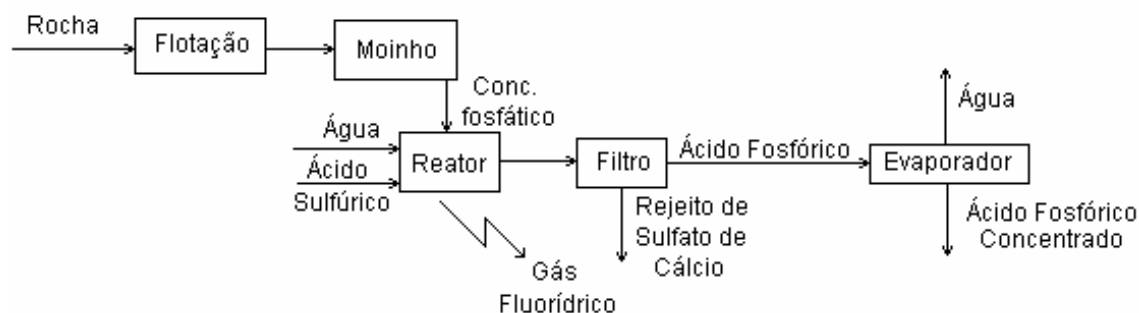 Rocha
Flotação
Moinho
Conc.
fosfático
Água
Ácido
Sulfúrico
Reator
Gás
Fluorídrico
Filtro
Rejeito de
Sulfato de
Cálcio
Ácido Fosfórico
Evaporador
Água
Ácido Fosfórico
Concentrado